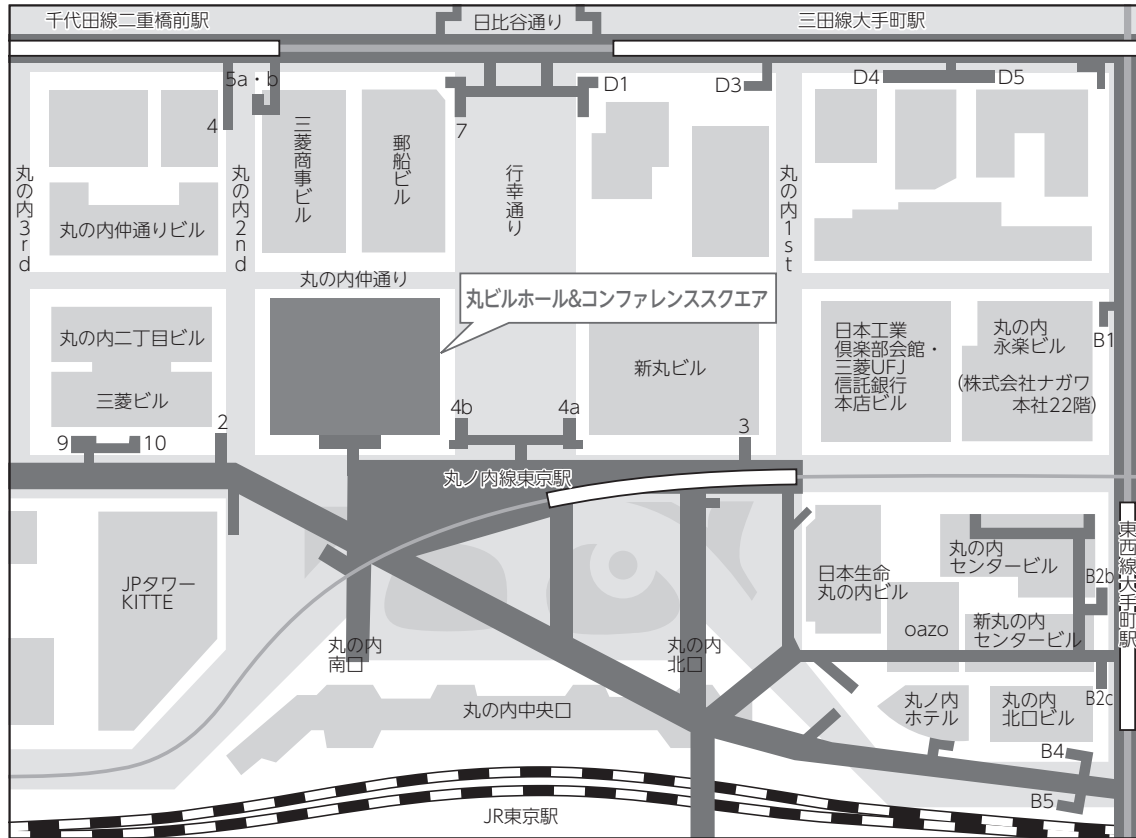 千代田線二重橋前駅
日比谷通り
三田線大手町駅
5a・b
4
7
D1
D3
D4
D5
丸の内3rd
丸の内2nd
三菱商事ビル
郵船ビル
行幸通り
丸の内1st
丸の内仲通りビル
丸の内仲通り
丸ビルホール&コンファレンススクエア
丸の内二丁目ビル
三菱ビル
新丸ビル
日本工業
倶楽部会館・
三菱UFJ
信託銀行
本店ビル
丸の内
永楽ビル
(株式会社ナガワ
本社22階)
B1
9
10
2
4b
4a
3
丸ノ内線東京駅
JPタワー
KITTE
丸の内
南口
丸の内
北口
日本生命
丸の内ビル
丸の内
センタービル
oazo
新丸の内
センタービル
B2b
東西線大手町駅
丸の内中央口
丸ノ内
ホテル
丸の内
北口ビル
B2c
B4
B5
JR東京駅